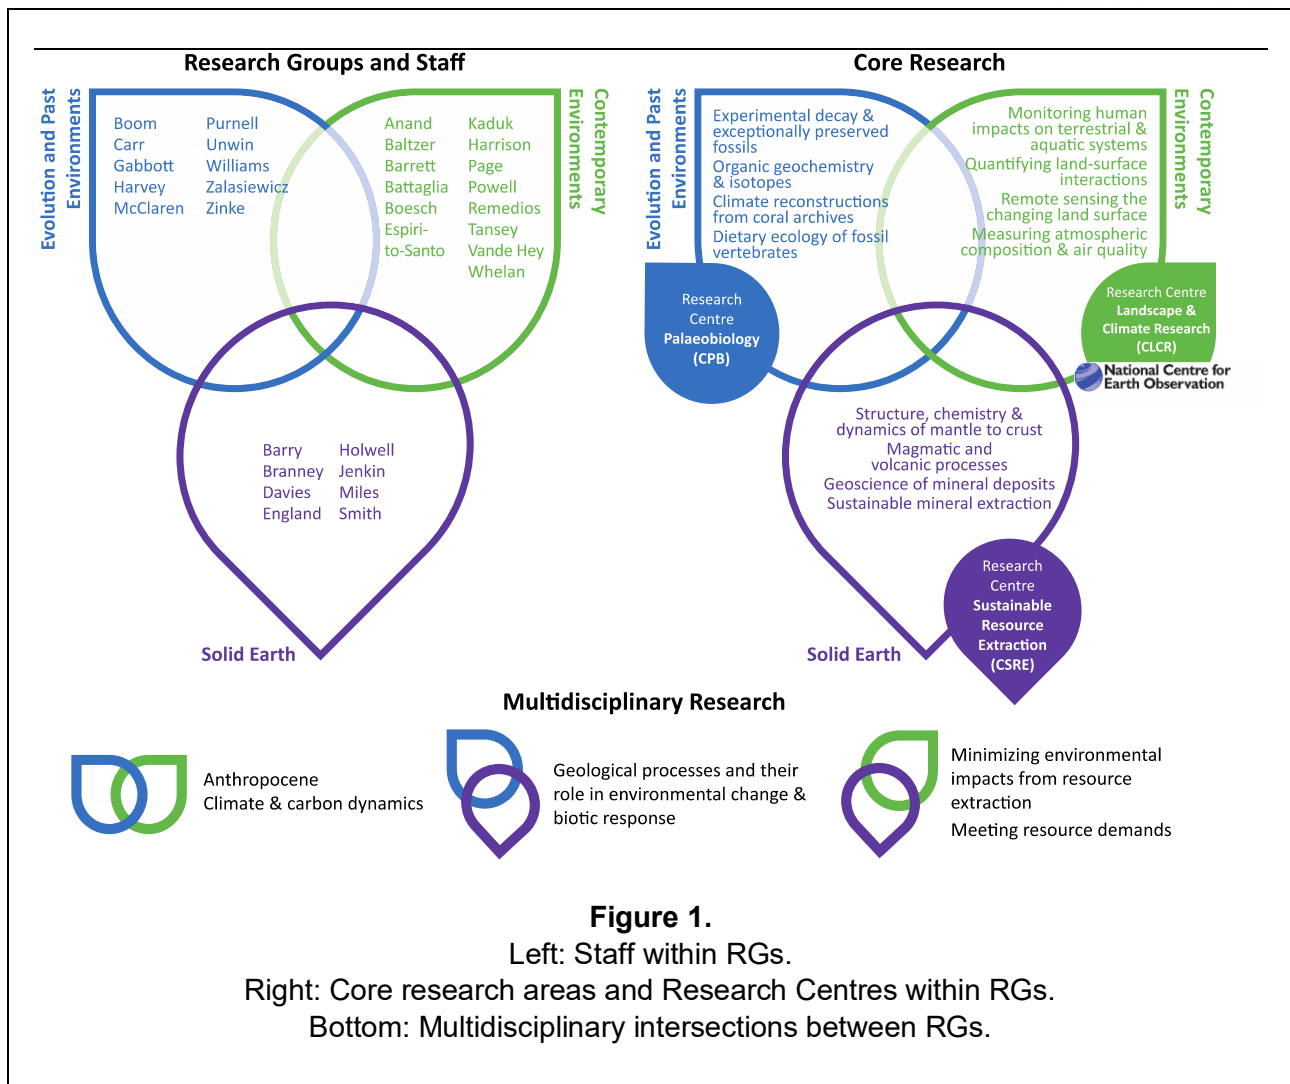 Research Groups and Staff
Evolution and Past
Environments
Boom
Carr
Gabbott
Harvey
McClaren
Purnell
Unwin
Williams
Zalasiewicz
Zinke
Anand
Baltzer
Barrett
Battaglia
Boesch
Espiri-
to-Santo
Kaduk
Harrison
Page
Powell
Remedios
Tansey
Vande Hey
Whelan
Contemporary
Environments
Barry
Branney
Davies
England
Holwell
Jenkin
Miles
Smith
Solid Earth
Core Research
Evolution and Past
Environments
Experimental decay &
exceptionally preserved
fossils
Organic geochemistry
& isotopes
Climate reconstructions
from coral archives
Dietary ecology of fossil
vertebrates
Monitoring human
impacts on terrestrial &
aquatic systems
Quantifying land-surface
interactions
Remote sensing the
changing land surface
Measuring atmospheric
composition & air quality
Contemporary
Environments
Research
Centre
Palaeobiology
(CPB)
Research Centre
Landscape &
Climate Research
(CLCR)
National Centre for
Earth Observation
Structure, chemistry &
dynamics of mantle to crust
Magmatic and
volcanic processes
Geoscience of mineral deposits
Sustainable mineral extraction
Research
Centre
Sustainable
Resource
Extraction
(CSRE)
Solid Earth
Multidisciplinary Research
Anthropocene
Climate & carbon dynamics
Geological processes and their
role in environmental change &
biotic response
Minimizing environmental
impacts from resource
extraction
Meeting resource demands
Figure 1.
Left: Staff within RGs.
Right: Core research areas and Research Centres within RGs.
Bottom: Multidisciplinary intersections between RGs.